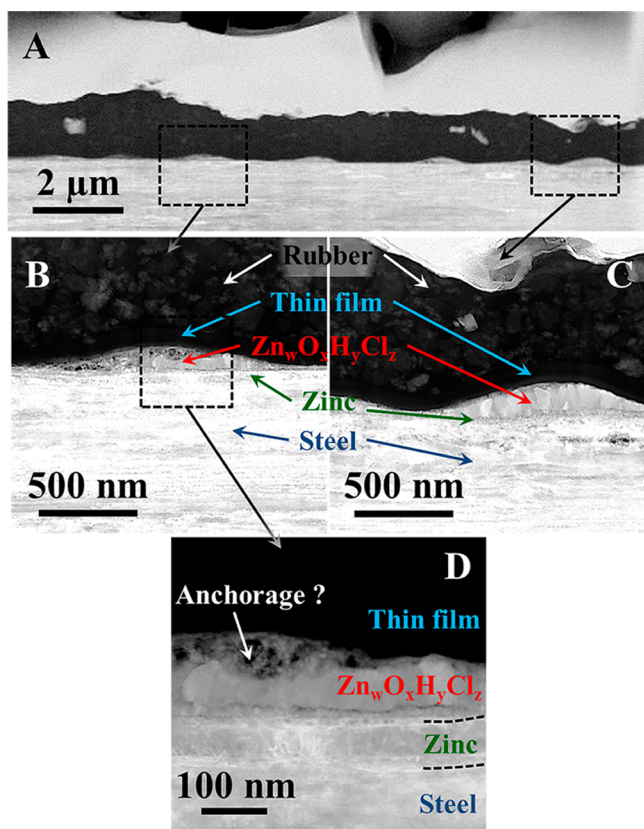 A
2 µm
B
Rubber
C
Thin film
ZnwOxHyClz
Zinc
Steel
500 nm
500 nm
D
Anchorage ?
Thin film
ZnwOxHyClz
Zinc
100 nm
Steel